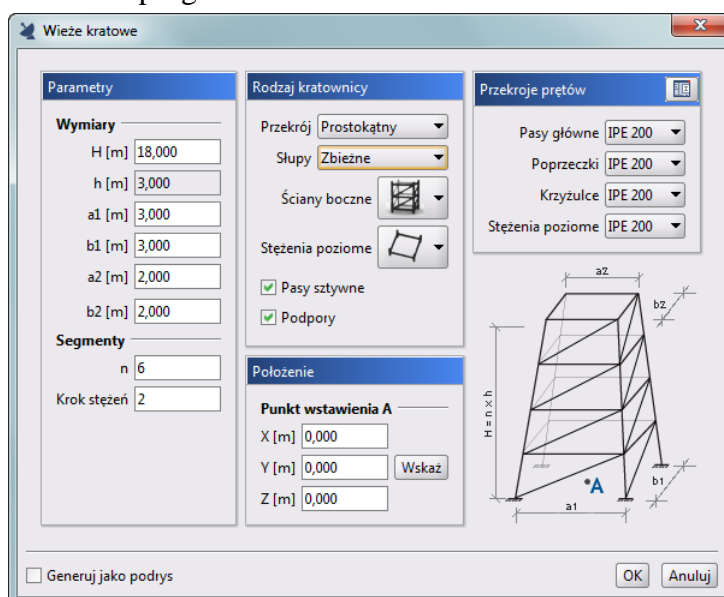 Wieże kratowe
Parametry
Wymiary
H [m] 18,000
h [m] 3,000
a1 [m] 3,000
b1 [m] 3,000
a2 [m] 2,000
b2 [m] 2,000
Segmenty
n 6
Krok stężeń 2
Rodzaj kratownicy
Przekrój Prostokątny
Słupy Zbieżne
Ściany boczne
Stężenia poziome
Pasy sztywne
Podpory
Położenie
Punkt wstawienia A
X [m] 0,000
Y [m] 0,000 Wskaż
Z [m] 0,000
Przekroje prętów
Pasy główne IPE 200
Poprzeczki IPE 200
Krzyżulce IPE 200
Stężenia poziome IPE 200
a2
b2
H = n x h
A
b1
a1
Generuj jako podrys
OK Anuluj